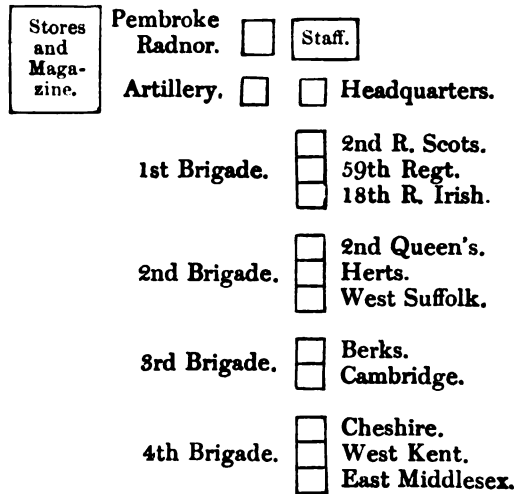 Stores
and
Maga-
zine.
Pembroke
Radnor.
Staff.
Artillery.
Headquarters.
1st Brigade.
2nd R. Scots.
59th Regt.
18th R. Irish.
2nd Brigade.
2nd Queen's.
Herts.
West Suffolk.
3rd Brigade.
Berks.
Cambridge.
4th Brigade.
Cheshire.
West Kent.
East Middlesex.